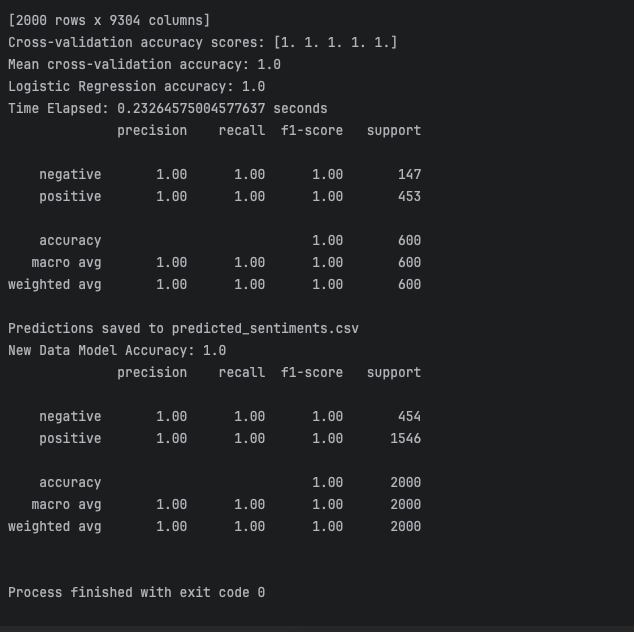 [2000 rows x 9304 columns]
Cross-validation accuracy scores: [1. 1. 1. 1. 1.]
Mean cross-validation accuracy: 1.0
Logistic Regression accuracy: 1.0
Time Elapsed: 0.23264575004577637 seconds
precision recall f1-score support
negative 1.00 1.00 1.00 147
positive 1.00 1.00 1.00 453
accuracy 1.00 600
macro avg 1.00 1.00 1.00 600
weighted avg 1.00 1.00 1.00 600
Predictions saved to predicted_sentiments.csv
New Data Model Accuracy: 1.0
precision recall f1-score support
negative 1.00 1.00 1.00 454
positive 1.00 1.00 1.00 1546
accuracy 1.00 2000
macro avg 1.00 1.00 1.00 2000
weighted avg 1.00 1.00 1.00 2000
Process finished with exit code 0